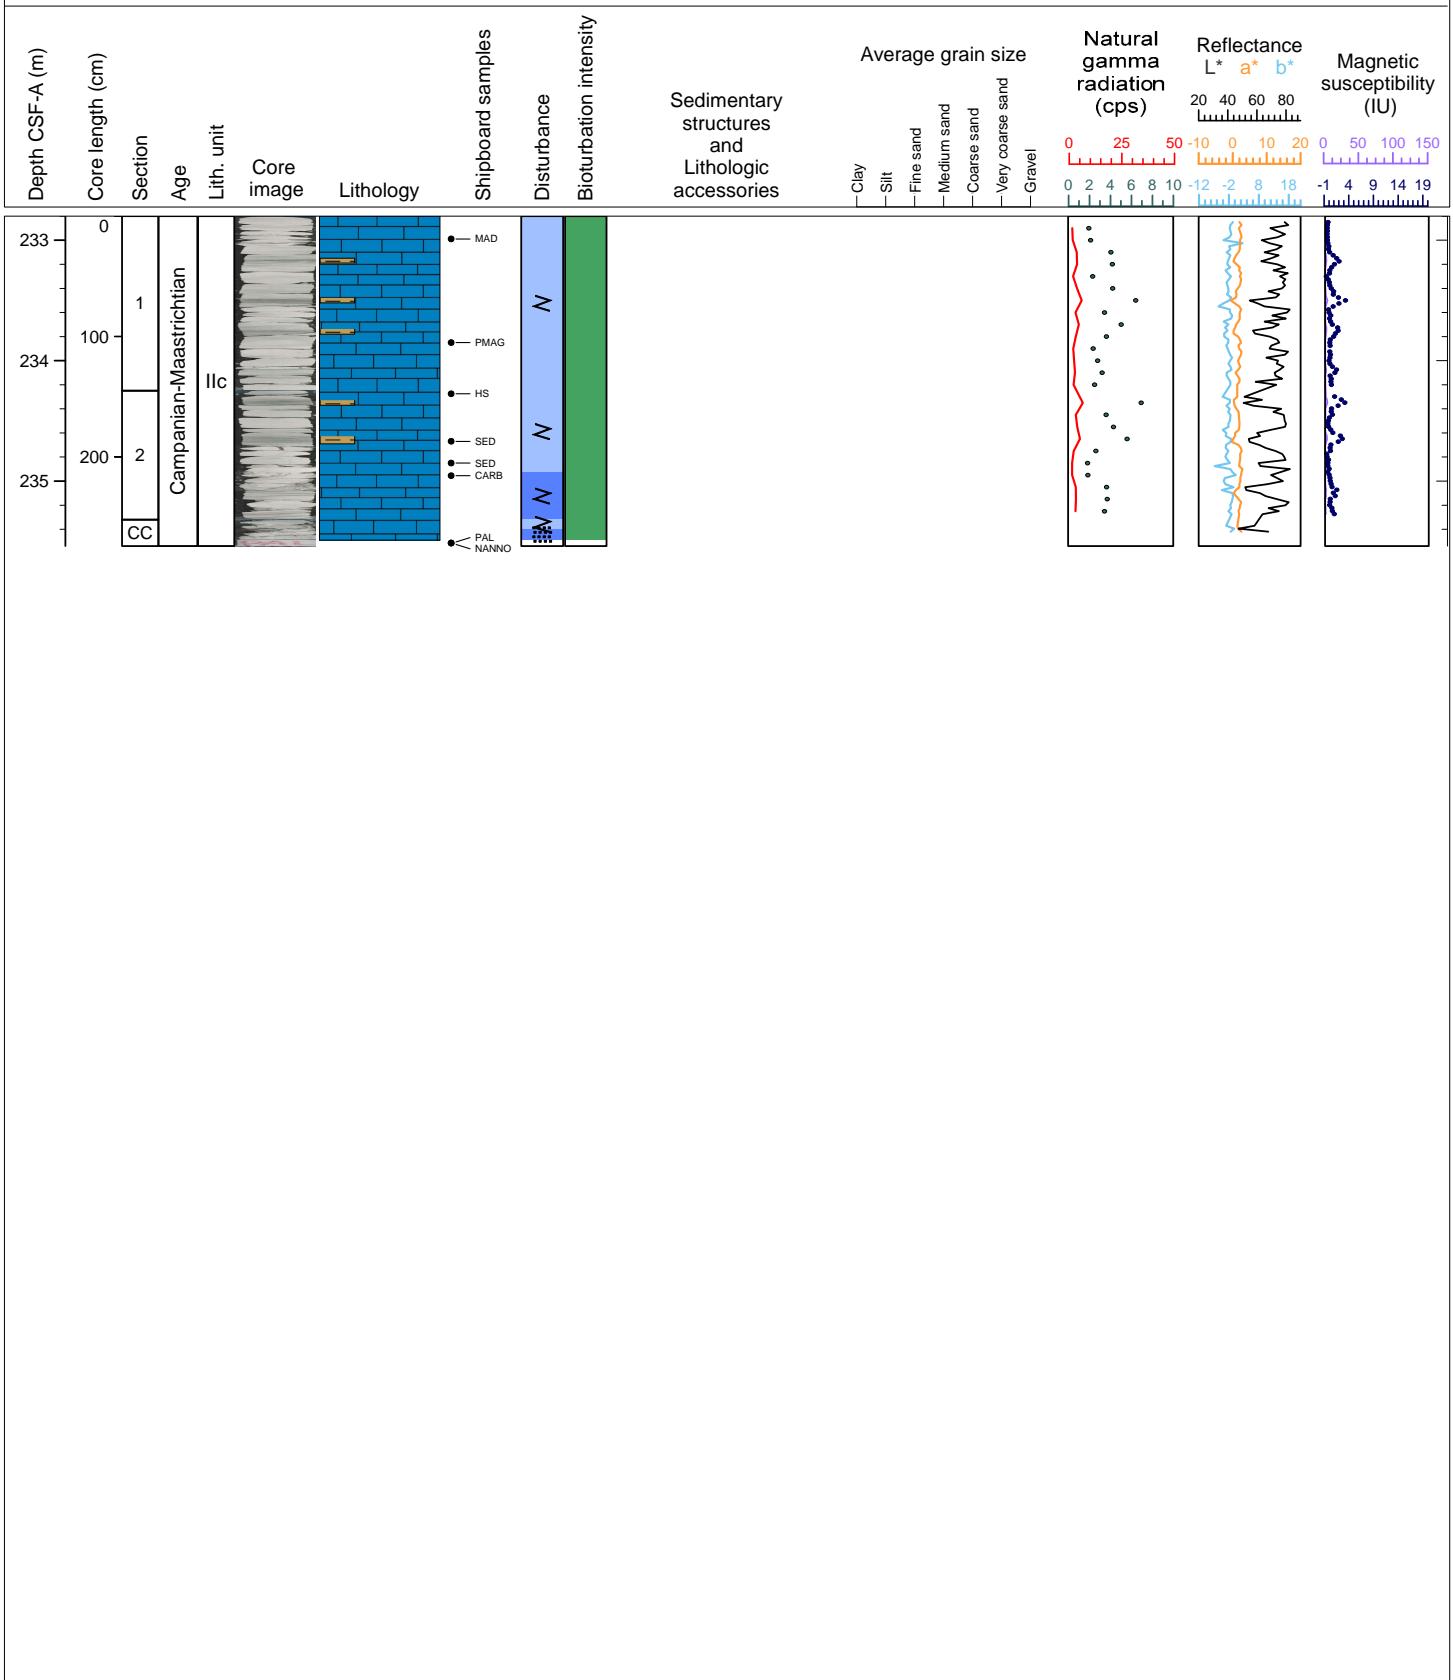 Depth CSF-A (m)
Core length (cm)
Section
Age
Lith. unit
Core
image
Lithology
Shipboard samples
Disturbance
Bioturbation intensity
Sedimentary
structures
and
Lithologic
accessories
Average grain size
Clay
Silt
Fine sand
Medium sand
Coarse sand
Very coarse sand
Gravel
Natural
gamma
radiation
(cps)
0 25 50
0 2 4 6 8 10
Reflectance
L* a* b*
20 40 60 80
-10 0 10 20
-12 -2 8 18
Magnetic
susceptibility
(IU)
0 50 100 150
-1 4 9 14 19
233
234
235
0
100
200
1
2
CC
Campanian-Maastrichtian
IIc
MAD
PMAG
HS
SED
SED
CARB
PAL
NANNO